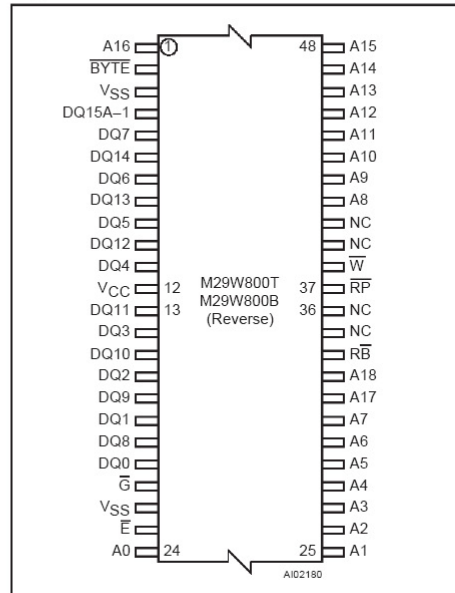 A16 1 48 A15
BYTE A14
VSS A13
DQ15A–1 A12
DQ7 A11
DQ14 A10
DQ6 A9
DQ13 A8
DQ5 NC
DQ12 NC
DQ4 W
VCC 12 M29W800T 37 RP
DQ11 13 M29W800B 36 NC
DQ3 (Reverse) NC
DQ10 RB
DQ2 A18
DQ9 A17
DQ1 A7
DQ8 A6
DQ0 A5
G A4
VSS A3
E A2
A0 24 25 A1
AI02180